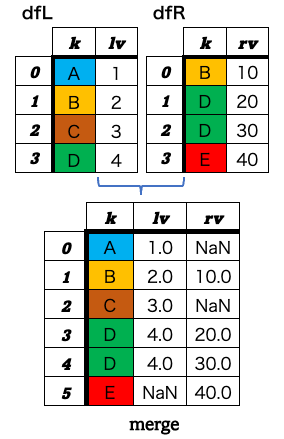 dfL dfR
k lv k rv
0 A 1 0 B 10
1 B 2 1 D 20
2 C 3 2 D 30
3 D 4 3 E 40
k lv rv
0 A 1.0 NaN
1 B 2.0 10.0
2 C 3.0 NaN
3 D 4.0 20.0
4 D 4.0 30.0
5 E NaN 40.0
merge